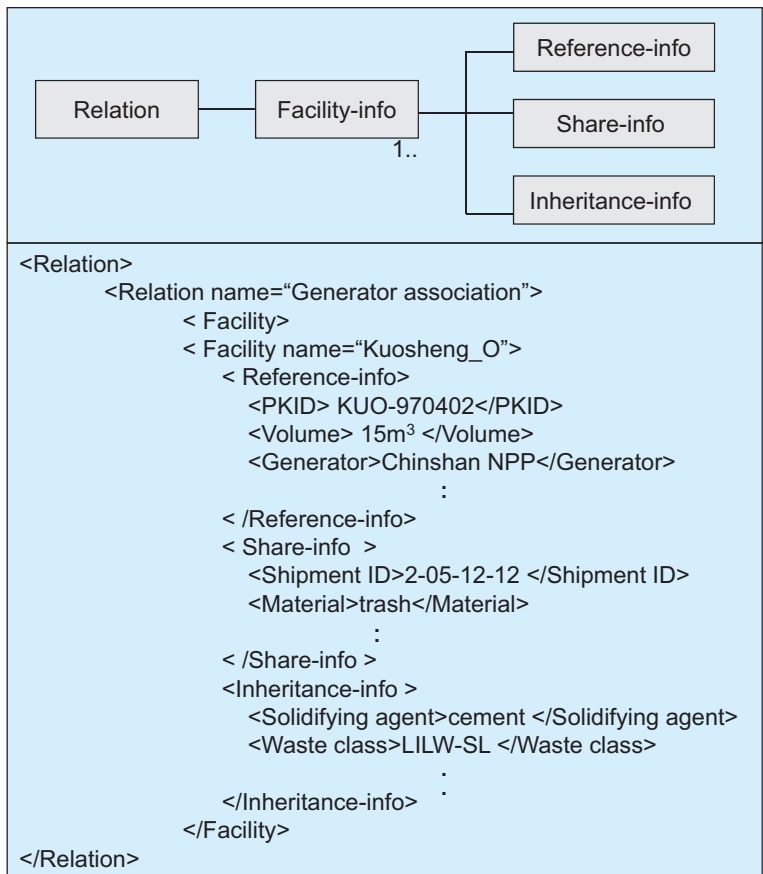 Reference-info
Relation
Facility-info
Share-info
1..
Inheritance-info
<Relation>
<Relation name=“Generator association”>
< Facility>
< Facility name=“Kuosheng_O”>
< Reference-info>
<PKID> KUO-970402</PKID>
<Volume> 15m³ </Volume>
<Generator>Chinshan NPP</Generator>
:
< /Reference-info>
< Share-info  >
<Shipment ID>2-05-12-12 </Shipment ID>
<Material>trash</Material>
:
< /Share-info >
<Inheritance-info >
<Solidifying agent>cement </Solidifying agent>
<Waste class>LILW-SL </Waste class>
:
</Inheritance-info>
</Facility>
</Relation>